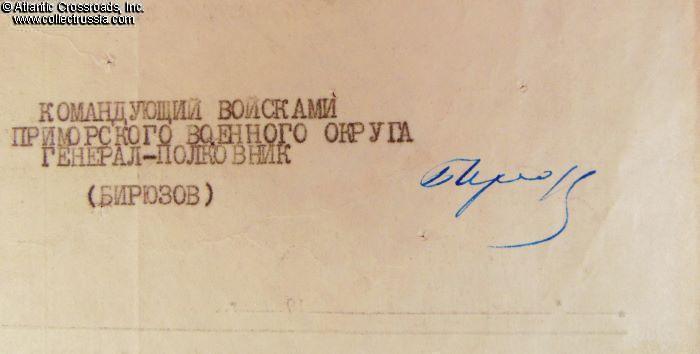 © Atlantic Crossroads, Inc.
www.collectrussia.com
КОМАНДУЮЩИЙ ВОЙСКАМИ
ПРИМОРСКОГО ВОЕННОГО ОКРУГА
ГЕНЕРАЛ-ПОЛКОВНИК
(БИРЮЗОВ)